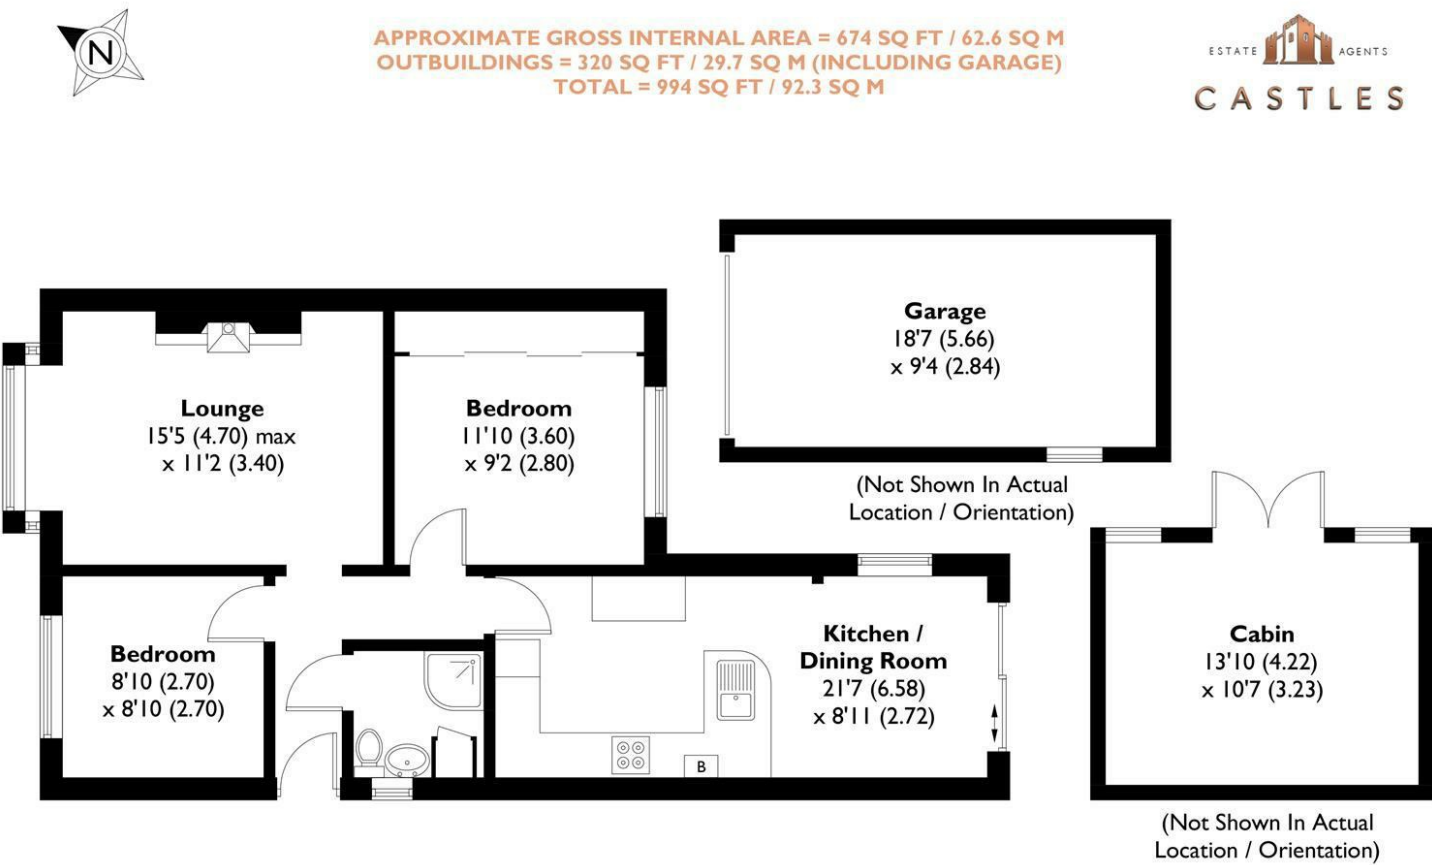 N
APPROXIMATE GROSS INTERNAL AREA = 674 SQ FT / 62.6 SQ M
OUTBUILDINGS = 320 SQ FT / 29.7 SQ M (INCLUDING GARAGE)
TOTAL = 994 SQ FT / 92.3 SQ M
ESTATE AGENTS
CASTLES
Garage
18'7 (5.66)
x 9'4 (2.84)
(Not Shown In Actual
Location / Orientation)
Lounge
15'5 (4.70) max
x 11'2 (3.40)
Bedroom
11'10 (3.60)
x 9'2 (2.80)
Bedroom
8'10 (2.70)
x 8'10 (2.70)
Kitchen /
Dining Room
21'7 (6.58)
x 8'11 (2.72)
B
Cabin
13'10 (4.22)
x 10'7 (3.23)
(Not Shown In Actual
Location / Orientation)